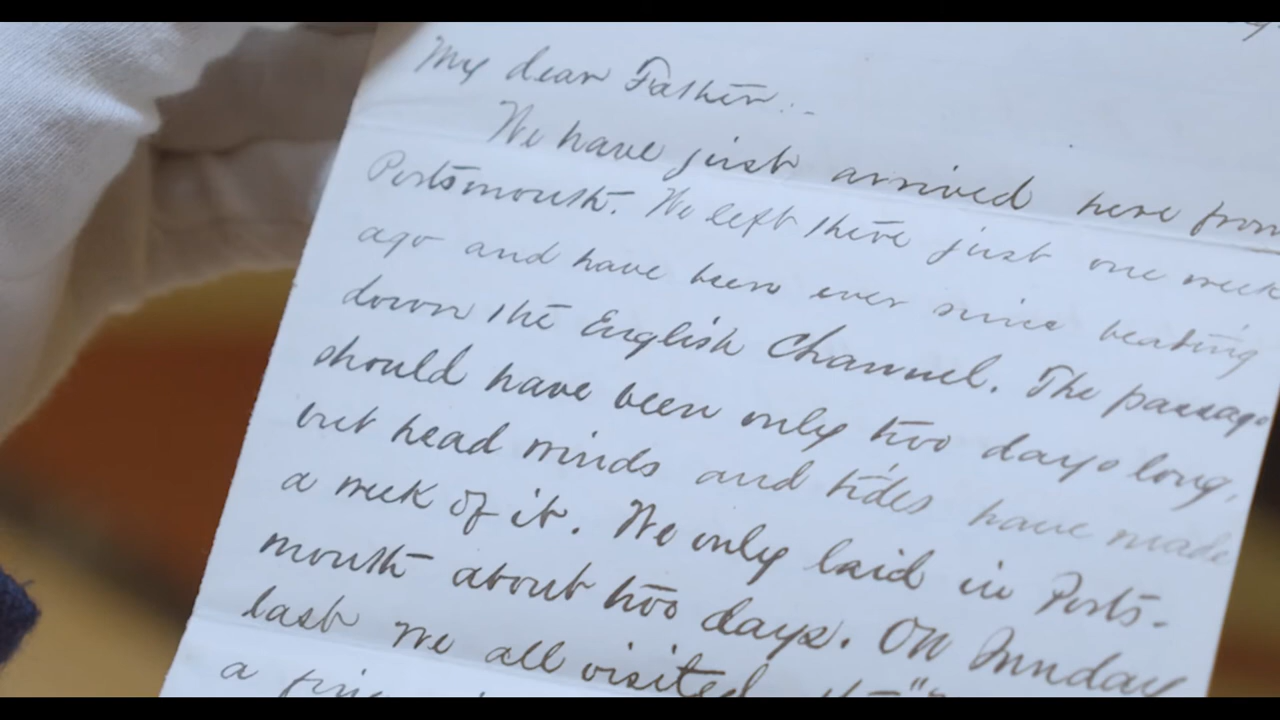 My dear Father:-
We have just arrived here from
Portsmouth. We left there just one week
ago and have been ever since beating
down the English Channel. The passage
should have been only two days long,
but head winds and tides have made
a week of it. We only laid in Ports-
mouth about two days. On Sunday
last we all visited
a fine